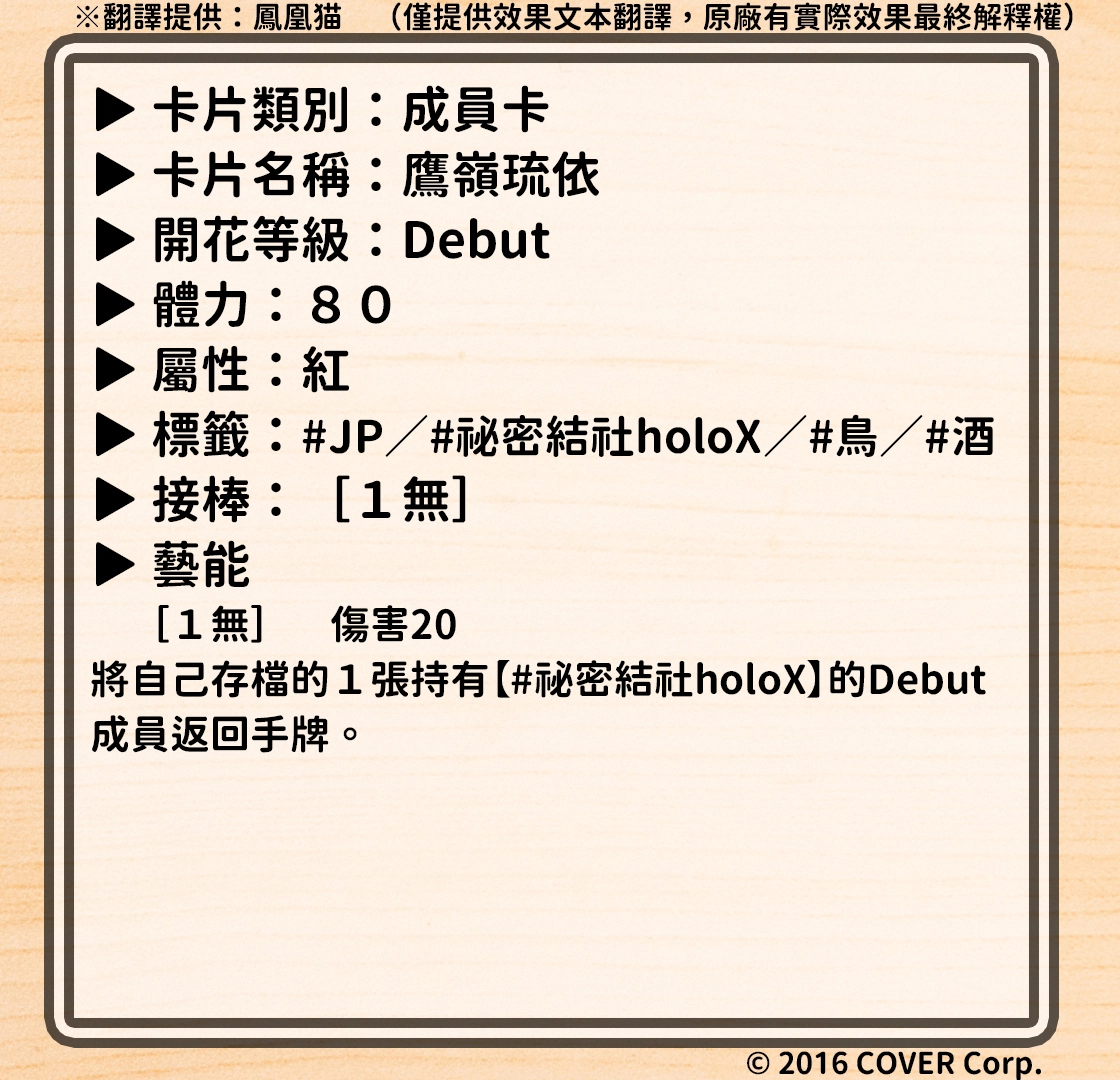 ※翻譯提供：鳳凰猫　（僅提供效果文本翻譯，原廠有實際效果最終解釋權）
▶ 卡片類別：成員卡
▶ 卡片名稱：鷹嶺琉依
▶ 開花等級：Debut
▶ 體力：８０
▶ 屬性：紅
▶ 標籤：#JP／#祕密結社holoX／#鳥／#酒
▶ 接棒：［１無］
▶ 藝能
［１無］　傷害20
將自己存檔的１張持有【#祕密結社holoX】的Debut
成員返回手牌。
© 2016 COVER Corp.